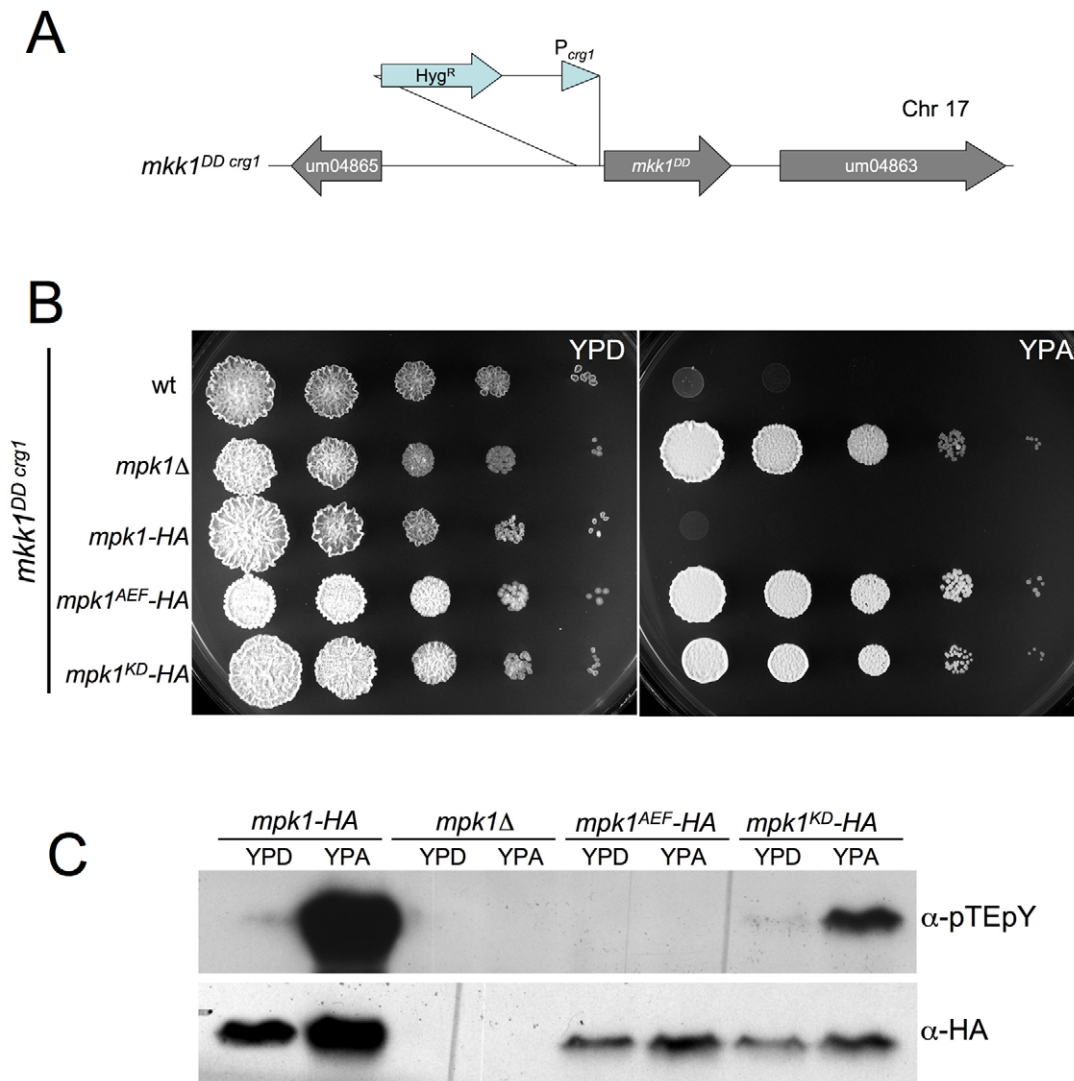 A
P crg1
Hyg^R
Chr 17
mkk1^DD crg1
um04865
mkk1^DD
um04863
B
YPD
YPA
mkk1^DD crg1
wt
mpk1Δ
mpk1-HA
mpk1^AEF-HA
mpk1^KD-HA
C
mpk1-HA mpk1Δ mpk1^AEF-HA mpk1^KD-HA
YPD YPA YPD YPA YPD YPA YPD YPA
α-pTEpY
α-HA